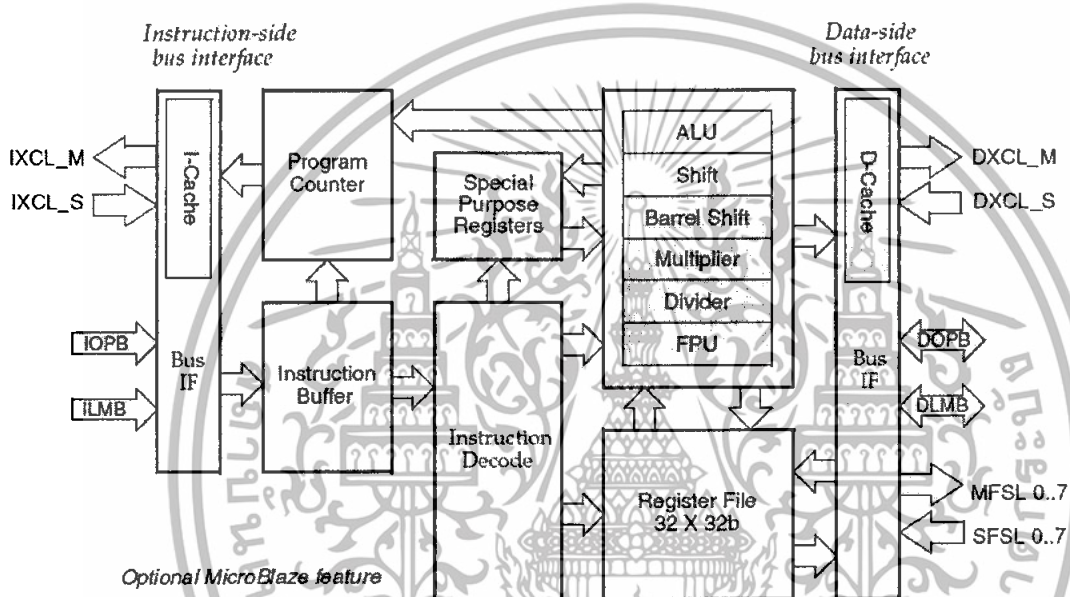 Instruction-side
bus interface
Data-side
bus interface
IXCL_M
IXCL_S
I-Cache
Program
Counter
Special
Purpose
Registers
ALU
Shift
Barrel Shift
Multiplier
Divider
FPU
D-Cache
DXCL_M
DXCL_S
IOPB
ILMB
Bus
IF
Instruction
Buffer
Instruction
Decode
Register File
32 X 32b
Bus
IF
DOPB
DLMB
MFSL 0..7
SFSL 0..7
Optional MicroBlaze feature